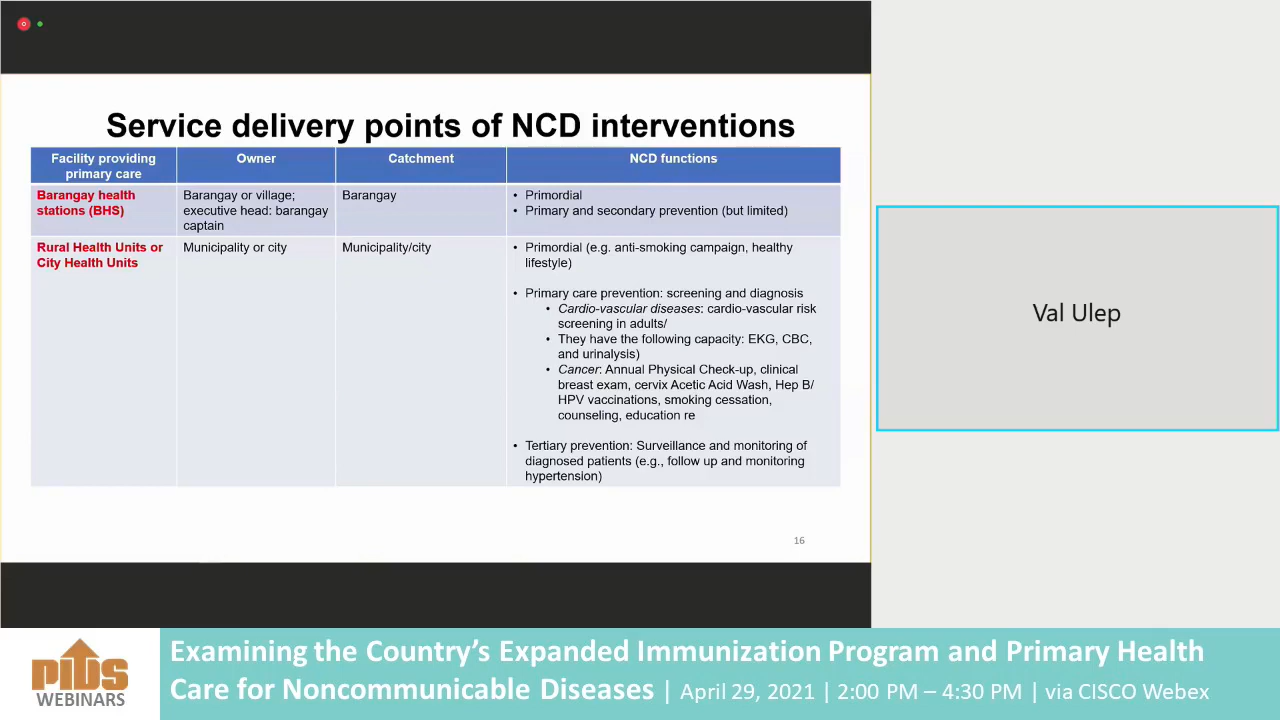 Service delivery points of NCD interventions
Facility providing
primary care
Owner
Catchment
NCD functions
Barangay health
stations (BHS)
Barangay or village;
executive head: barangay
captain
Barangay
• Primordial
• Primary and secondary prevention (but limited)
Rural Health Units or
City Health Units
Municipality or city
Municipality/city
• Primordial (e.g. anti-smoking campaign, healthy
lifestyle)
• Primary care prevention: screening and diagnosis
• Cardio-vascular diseases: cardio-vascular risk
screening in adults/
• They have the following capacity: EKG, CBC,
and urinalysis)
• Cancer: Annual Physical Check-up, clinical
breast exam, cervix Acetic Acid Wash, Hep B/
HPV vaccinations, smoking cessation,
counseling, education re
• Tertiary prevention: Surveillance and monitoring of
diagnosed patients (e.g., follow up and monitoring
hypertension)
16
Val Ulep
PIDS
WEBINARS
Examining the Country’s Expanded Immunization Program and Primary Health
Care for Noncommunicable Diseases | April 29, 2021 | 2:00 PM – 4:30 PM | via CISCO Webex